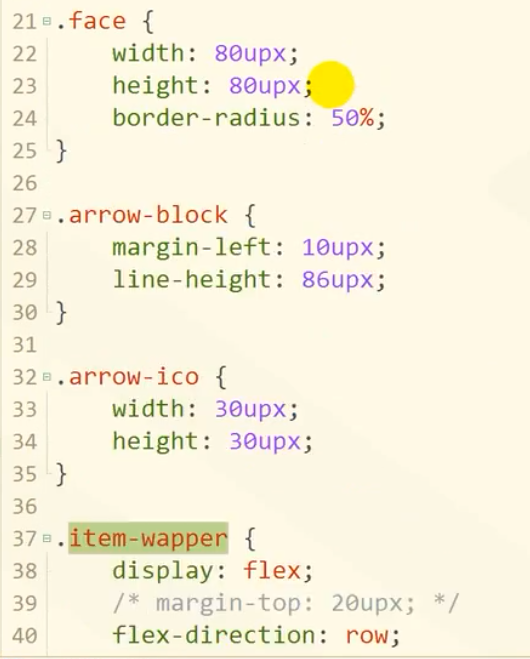 21 .face {
22 width: 80upx;
23 height: 80upx;
24 border-radius: 50%;
25 }
26
27 .arrow-block {
28 margin-left: 10upx;
29 line-height: 86upx;
30 }
31
32 .arrow-ico {
33 width: 30upx;
34 height: 30upx;
35 }
36
37 .item-wapper {
38 display: flex;
39 /* margin-top: 20upx; */
40 flex-direction: row;